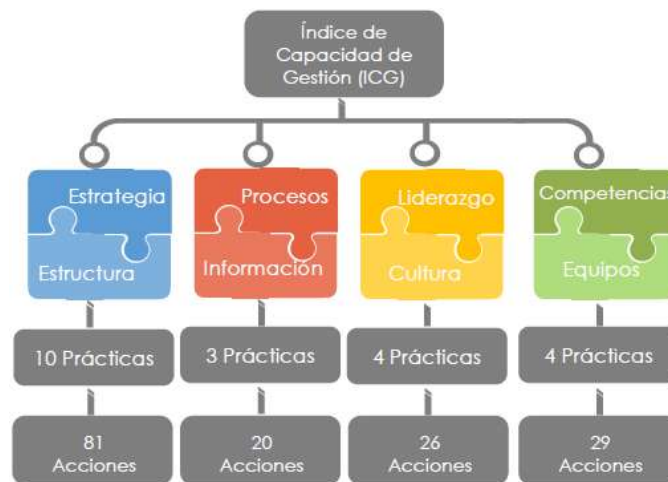 Índice de
Capacidad de
Gestión (ICG)
Estrategia
Procesos
Liderazgo
Competencias
Estructura
Información
Cultura
Equipos
10 Prácticas
3 Prácticas
4 Prácticas
4 Prácticas
81
Acciones
20
Acciones
26
Acciones
29
Acciones